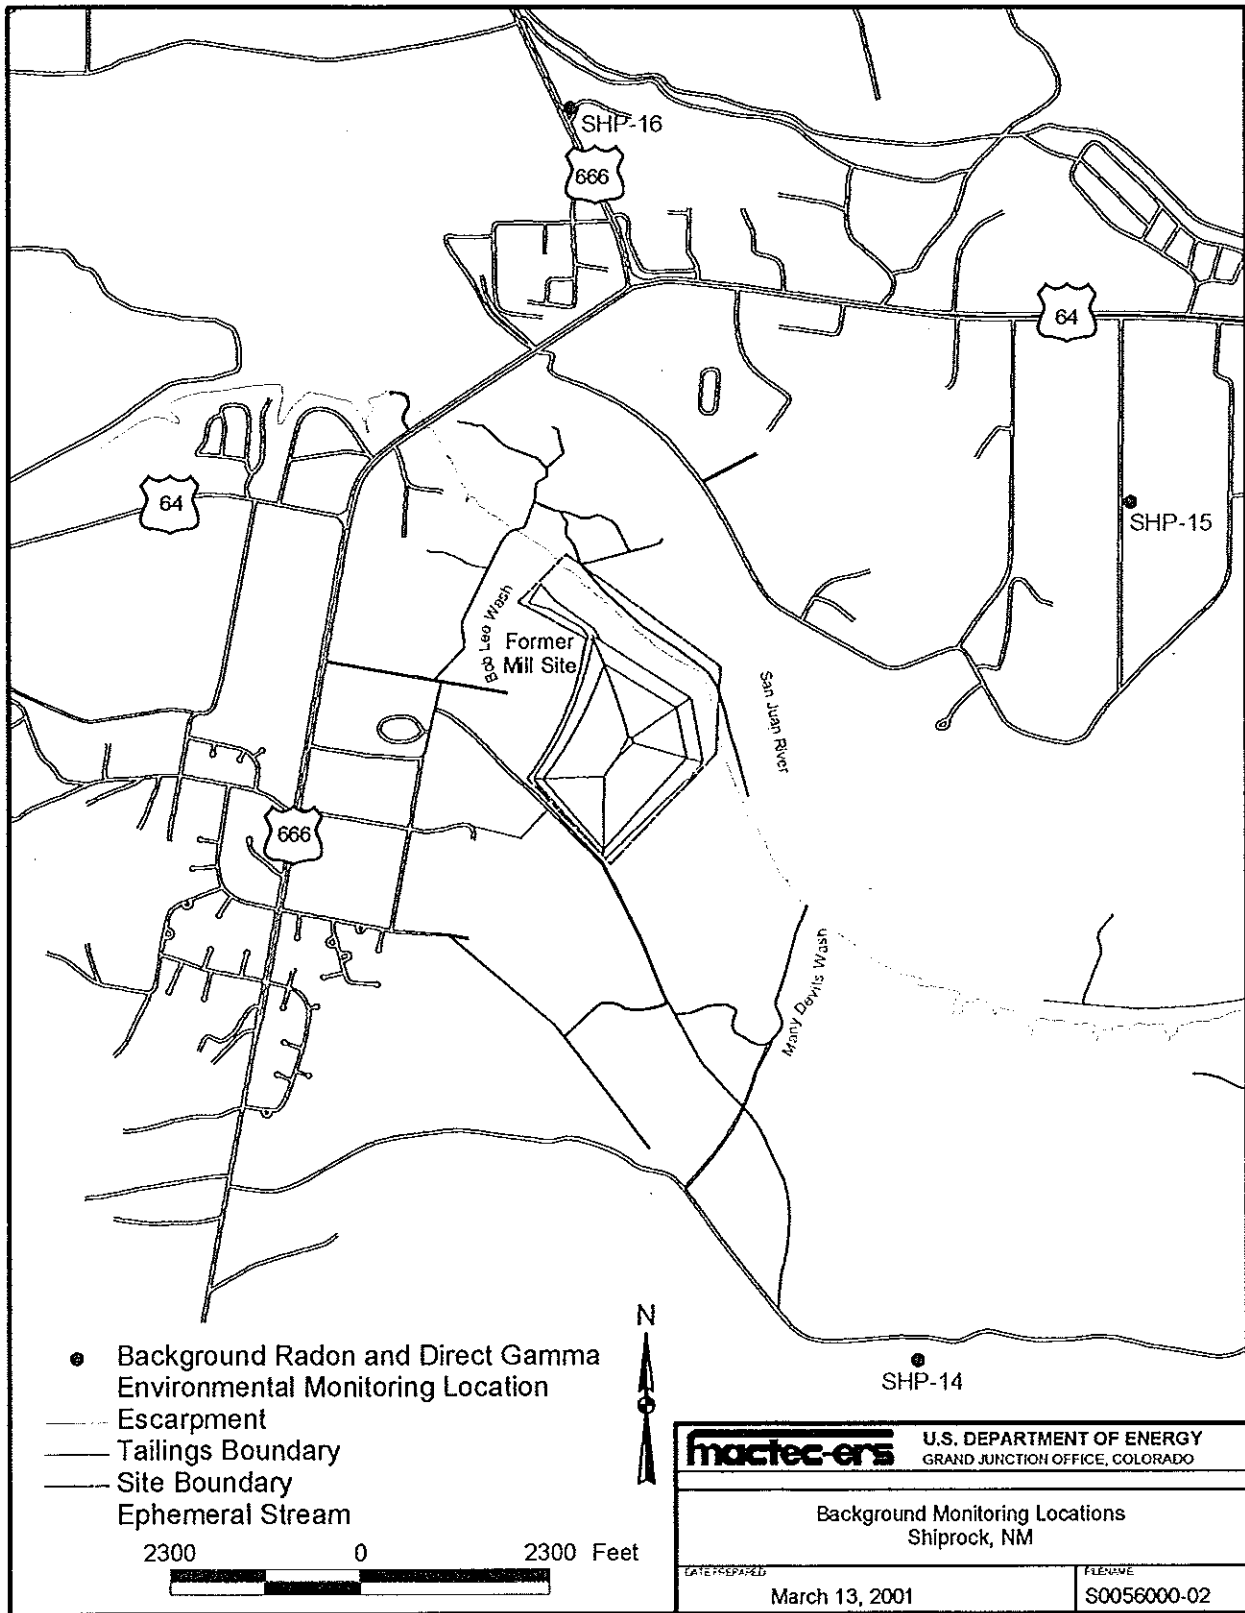 SHP-16
666
64
SHP-15
64
Bob Lee Wash
Former
Mill Site
San Juan River
666
Many Devils Wash
SHP-14
N
Background Radon and Direct Gamma
Environmental Monitoring Location
Escarpment
Tailings Boundary
Site Boundary
Ephemeral Stream
2300 0 2300 Feet
mactec-ers
U.S. DEPARTMENT OF ENERGY
GRAND JUNCTION OFFICE, COLORADO
Background Monitoring Locations
Shiprock, NM
DATE PREPARED
March 13, 2001
FILENAME
S0056000-02